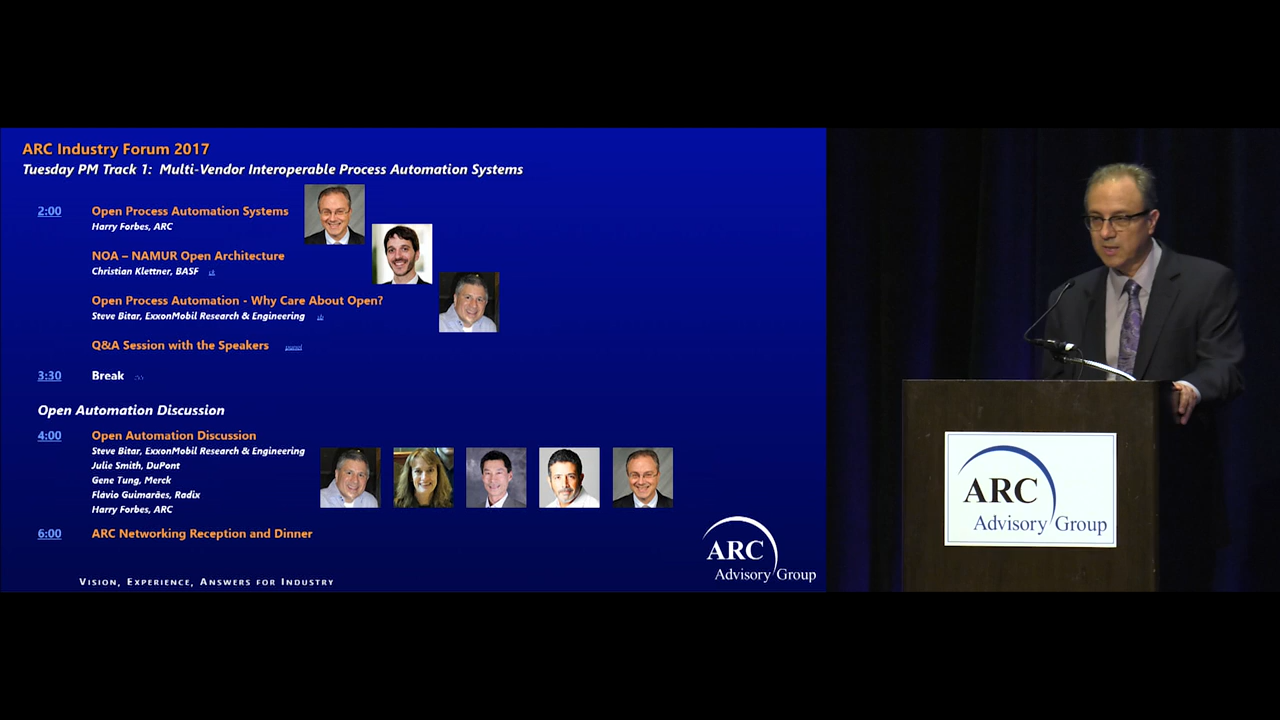 ARC Industry Forum 2017
Tuesday PM Track 1: Multi-Vendor Interoperable Process Automation Systems
2:00 Open Process Automation Systems
Harry Forbes, ARC
NOA – NAMUR Open Architecture
Christian Klettner, BASF
Open Process Automation - Why Care About Open?
Steve Bitar, ExxonMobil Research & Engineering
Q&A Session with the Speakers
3:30 Break
Open Automation Discussion
4:00 Open Automation Discussion
Steve Bitar, ExxonMobil Research & Engineering
Julie Smith, DuPont
Gene Tung, Merck
Flávio Guimarães, Radix
Harry Forbes, ARC
6:00 ARC Networking Reception and Dinner
VISION, EXPERIENCE, ANSWERS FOR INDUSTRY
ARC
Advisory Group
ARC
Advisory Group